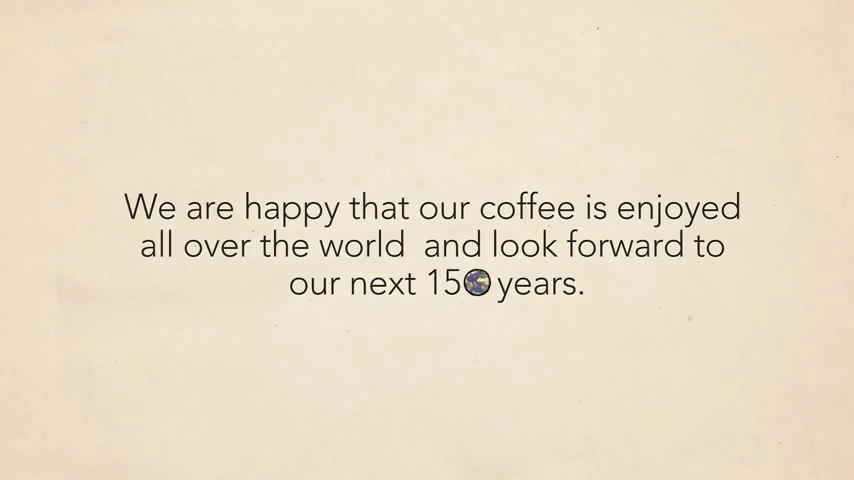 We are happy that our coffee is enjoyed
all over the world  and look forward to
our next 150 years.